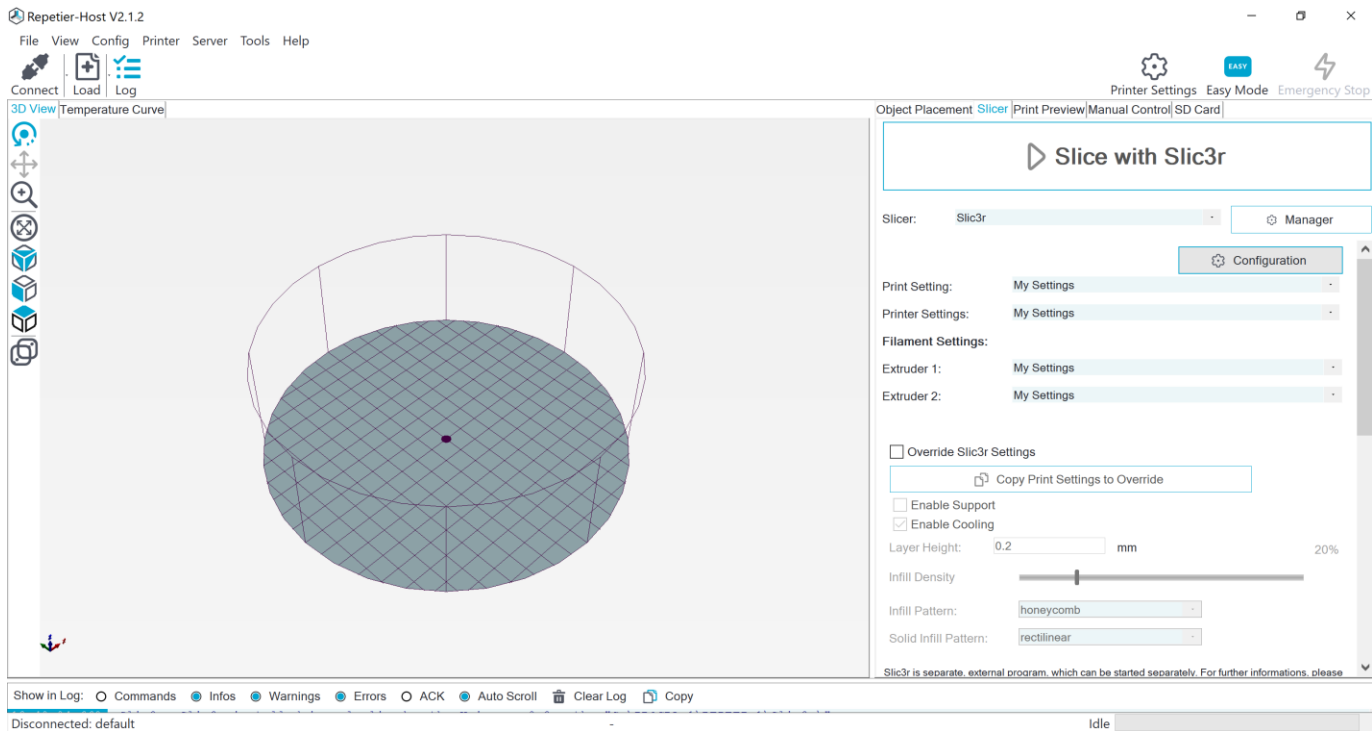 Repetier-Host V2.1.2
File View Config Printer Server Tools Help
Connect Load Log
Printer Settings EASY Easy Mode Emergency Stop
3D View Temperature Curve
Object Placement Slicer Print Preview Manual Control SD Card
Slice with Slic3r
Slicer: Slic3r Manager
Configuration
Print Setting: My Settings
Printer Settings: My Settings
Filament Settings:
Extruder 1: My Settings
Extruder 2: My Settings
Override Slic3r Settings
Copy Print Settings to Override
Enable Support
Enable Cooling
Layer Height: 0.2 mm 20%
Infill Density
Infill Pattern: honeycomb
Solid Infill Pattern: rectilinear
Slic3r is separate, external program, which can be started separately. For further informations, please
Show in Log: Commands Infos Warnings Errors ACK Auto Scroll Clear Log Copy
Disconnected: default - Idle